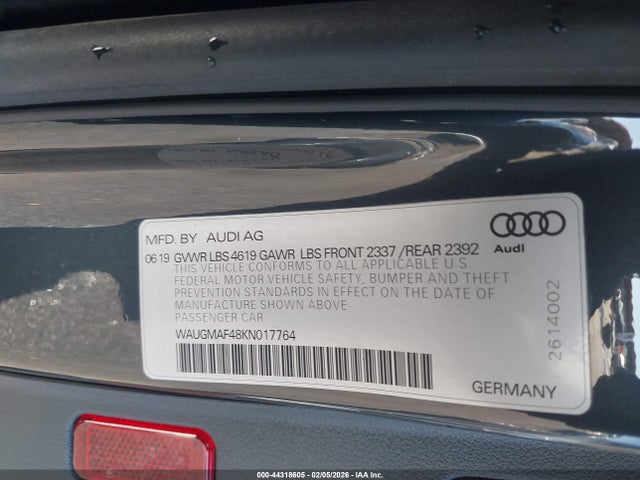 MFD. BY AUDI AG
06 19 GVWR LBS 4619 GAWR LBS FRONT 2337 /REAR 2392
THIS VEHICLE CONFORMS TO ALL APPLICABLE U.S.
FEDERAL MOTOR VEHICLE SAFETY, BUMPER AND THEFT
PREVENTION STANDARDS IN EFFECT ON THE DATE OF
MANUFACTURE SHOWN ABOVE
PASSENGER CAR
WAUGMAF48KN017764
Audi
2614002
GERMANY
000-44318605 - 02/05/2026 - IAA Inc.